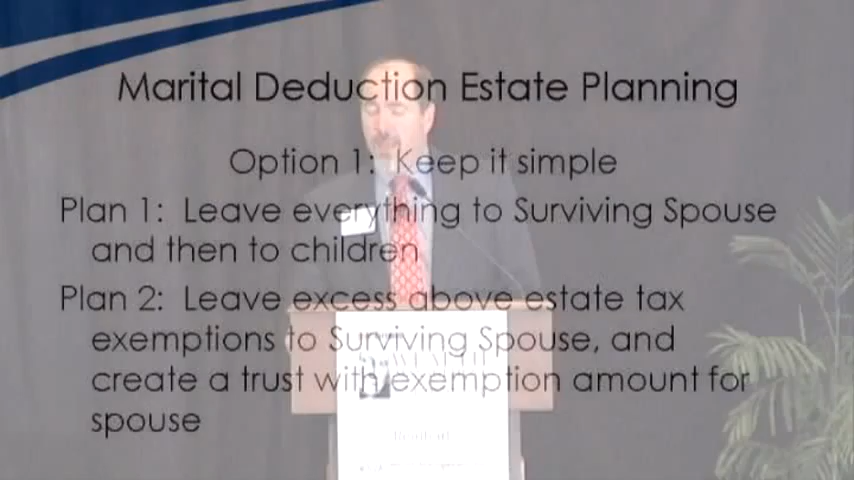 Marital Deduction Estate Planning
Option 1: Keep it simple
Plan 1: Leave everything to Surviving Spouse
and then to children
Plan 2: Leave excess above estate tax
exemptions to Surviving Spouse, and
create a trust with exemption amount for
spouse
WEALTH